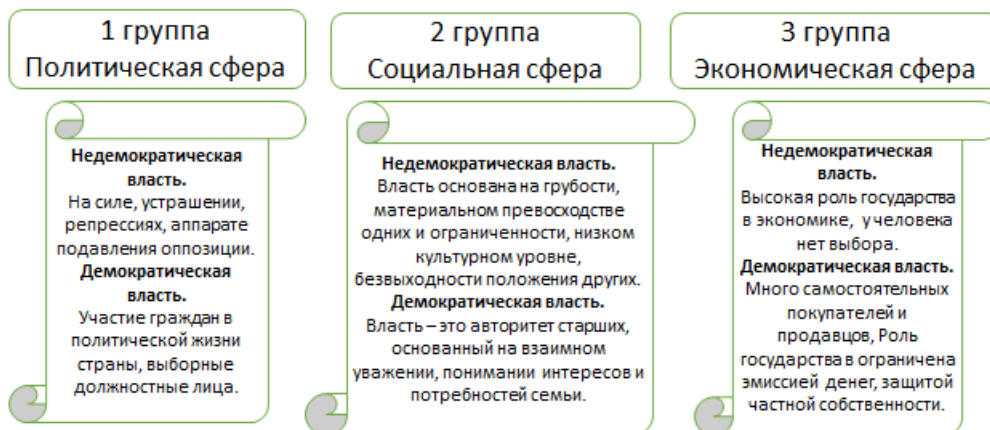 1 группа
Политическая сфера
Недемократическая
власть.
На силе, устрашении,
репрессиях, аппарате
подавления оппозиции.
Демократическая
власть.
Участие граждан в
политической жизни
страны, выборные
должностные лица.
2 группа
Социальная сфера
Недемократическая власть.
Власть основана на грубости,
материальном превосходстве
одних и ограниченности, низком
культурном уровне,
безвыходности положения других.
Демократическая власть.
Власть – это авторитет старших,
основанный на взаимном
уважении, понимании интересов и
потребностей семьи.
3 группа
Экономическая сфера
Недемократическая
власть.
Высокая роль государства
в экономике, у человека
нет выбора.
Демократическая власть.
Много самостоятельных
покупателей и
продавцов, Роль
государства в ограничена
эмиссией денег, защитой
частной собственности.